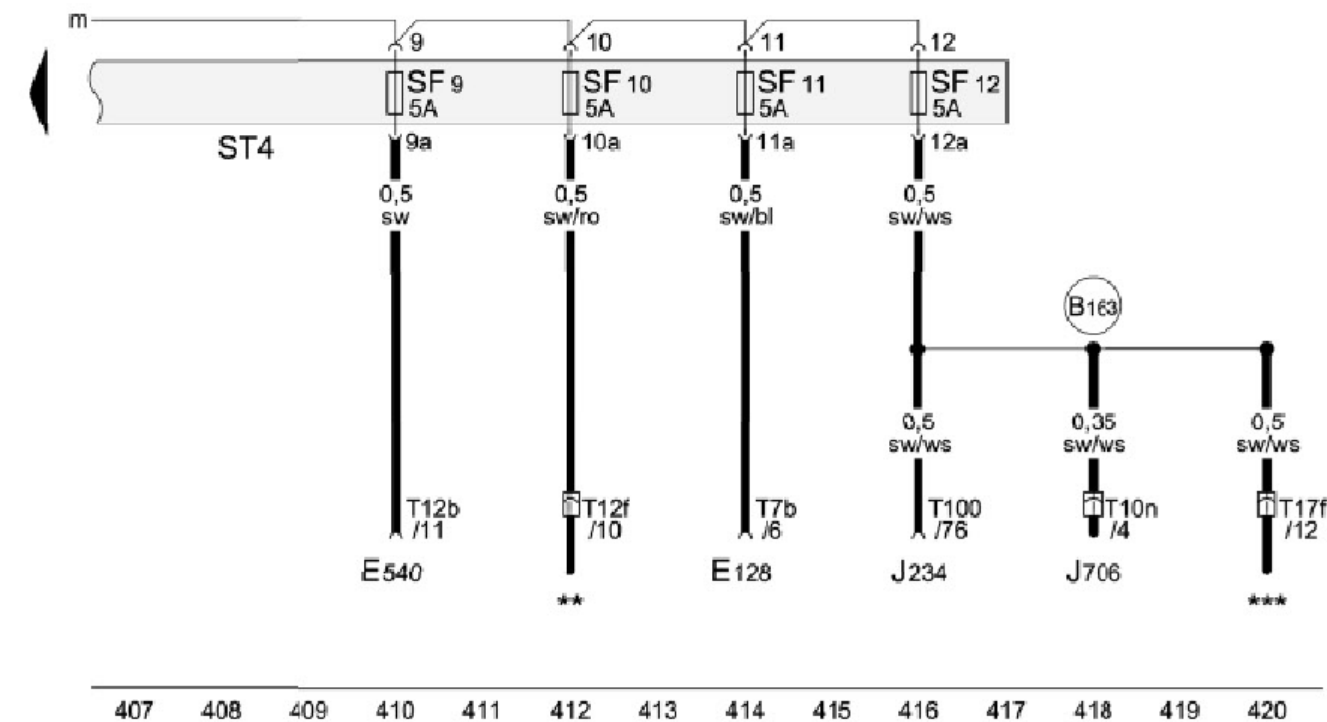 m
9 10 11 12
SF 9 SF 10 SF 11 SF 12
5A 5A 5A 5A
ST4 9a 10a 11a 12a
0,5 0,5 0,5 0,5
sw sw/ro sw/bl sw/ws
B163
0,5 0,35 0,5
sw/ws sw/ws sw/ws
T12b T12f T7b T100 T10n T17f
/11 /10 /6 /76 /4 /12
E540 E128 J234 J706
** ***
407 408 409 410 411 412 413 414 415 416 417 418 419 420